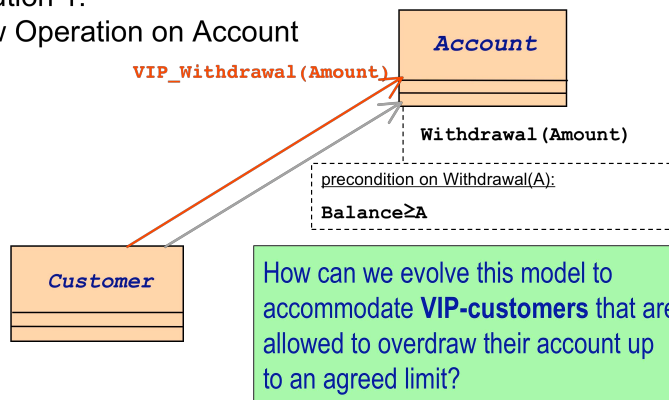 w Operation on Account
Account
VIP_Withdrawal(Amount)
Withdrawal(Amount)
precondition on Withdrawal(A):
Balance≥A
Customer
How can we evolve this model to
accommodate VIP-customers that are
allowed to overdraw their account up
to an agreed limit?